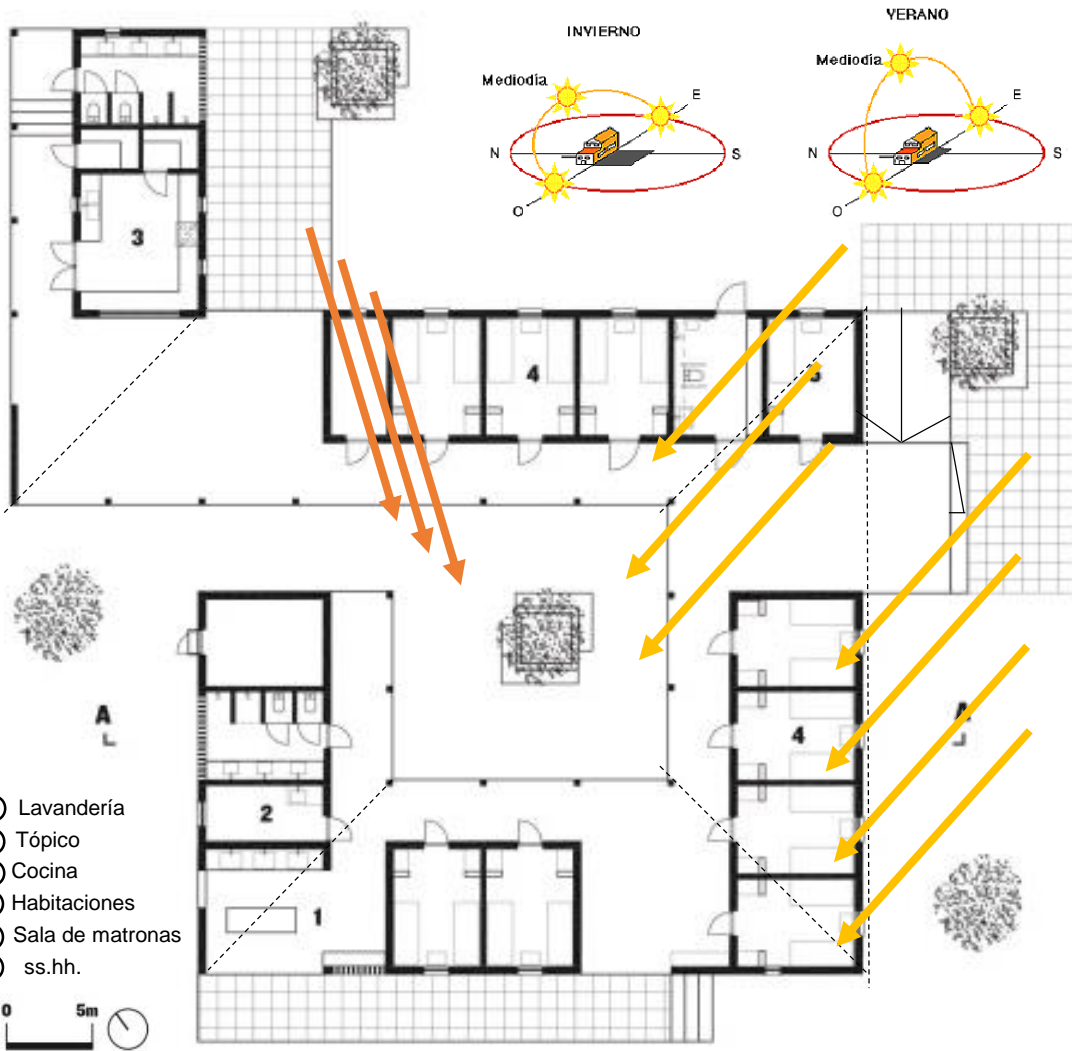 VERANO
INVIERNO
Mediodía
Mediodía
E
E
N
S
N
S
O
O
3
4
A
A
4
2
1
Lavandería
Tópico
Cocina
Habitaciones
Sala de matronas
ss.hh.
0 5m